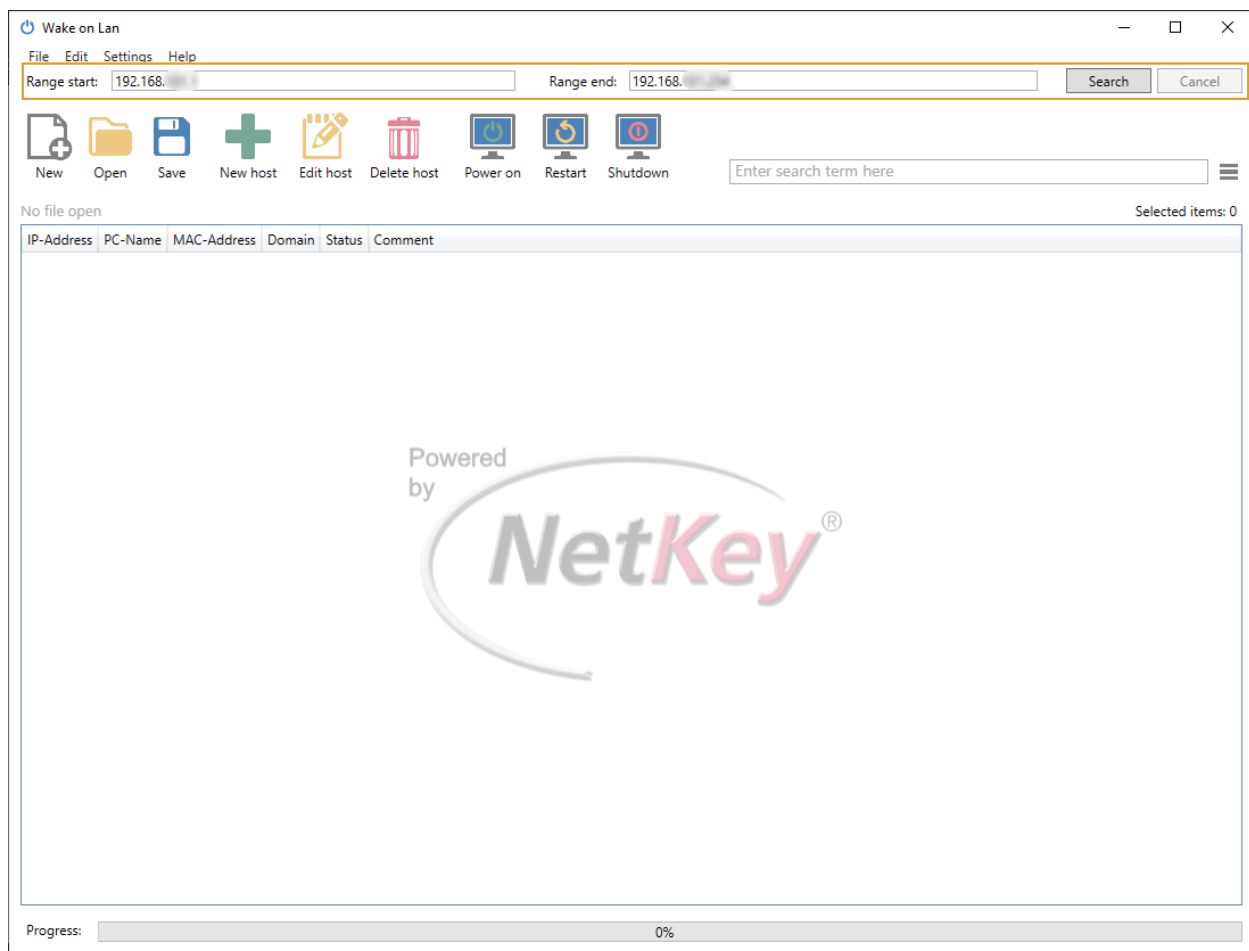 Wake on Lan
File Edit Settings Help
Range start: 192.168. Range end: 192.168. Search Cancel
New Open Save New host Edit host Delete host Power on Restart Shutdown Enter search term here
No file open Selected items: 0
IP-Address PC-Name MAC-Address Domain Status Comment
Powered
by
NetKey®
Progress: 0%